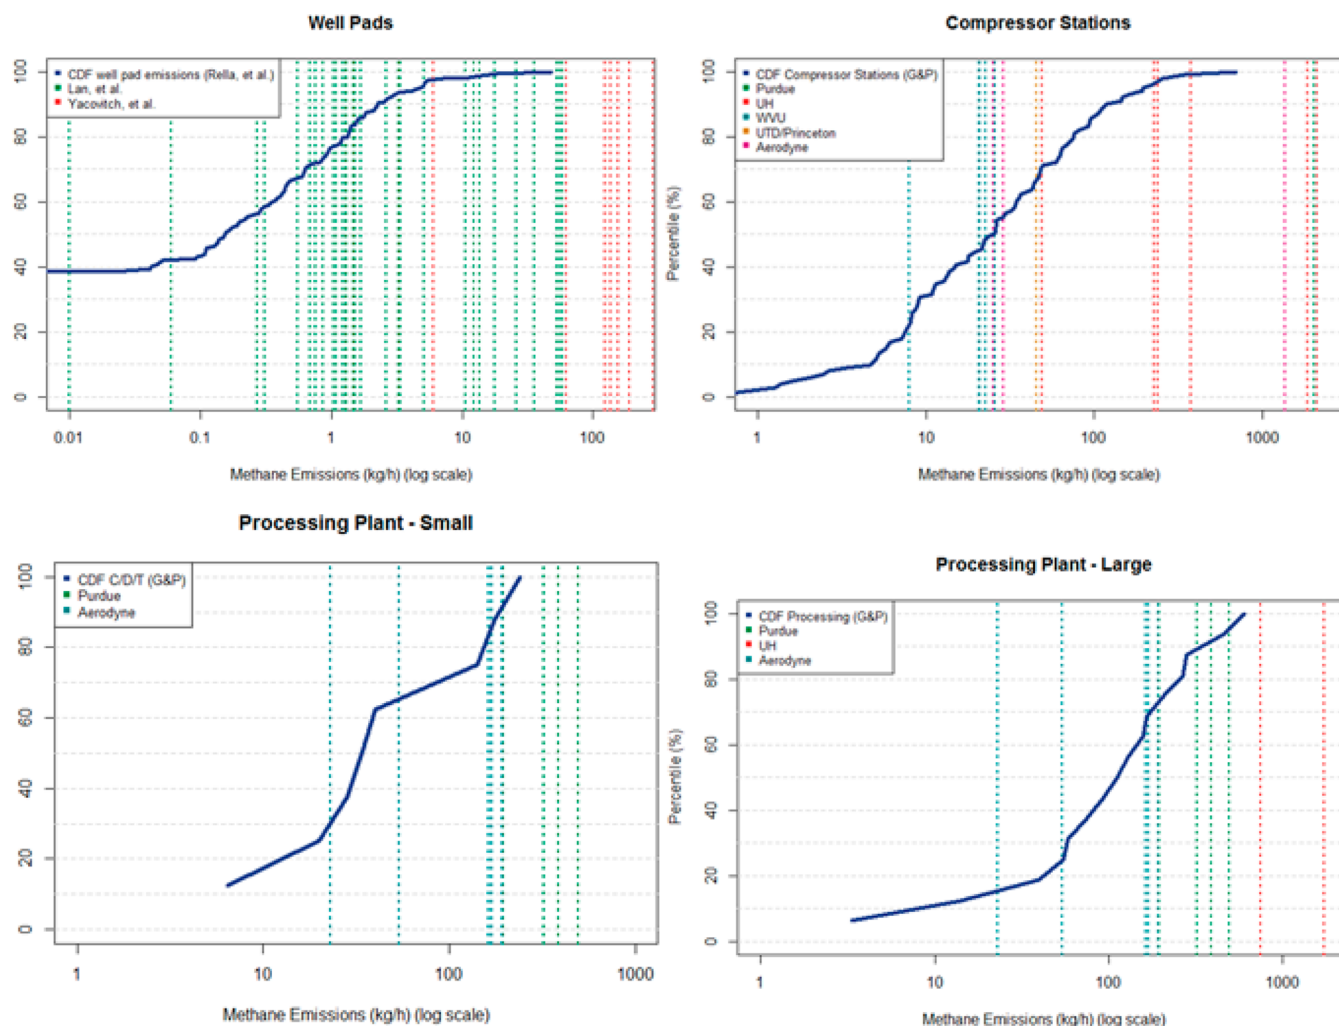 Well Pads
CDF well pad emissions (Rella, et al.)
Lan, et al.
Yacovitch, et al.
100
80
60
40
20
0
0.01 0.1 1 10 100
Methane Emissions (kg/h) (log scale)
Compressor Stations
CDF Compressor Stations (G&P)
Purdue
UH
WVU
UTD/Princeton
Aerodyne
Percentile (%)
100
80
60
40
20
0
1 10 100 1000
Methane Emissions (kg/h) (log scale)
Processing Plant - Small
CDF C/D/T (G&P)
Purdue
Aerodyne
100
80
60
40
20
0
1 10 100 1000
Methane Emissions (kg/h) (log scale)
Processing Plant - Large
CDF Processing (G&P)
Purdue
UH
Aerodyne
Percentile (%)
100
80
60
40
20
0
1 10 100 1000
Methane Emissions (kg/h) (log scale)